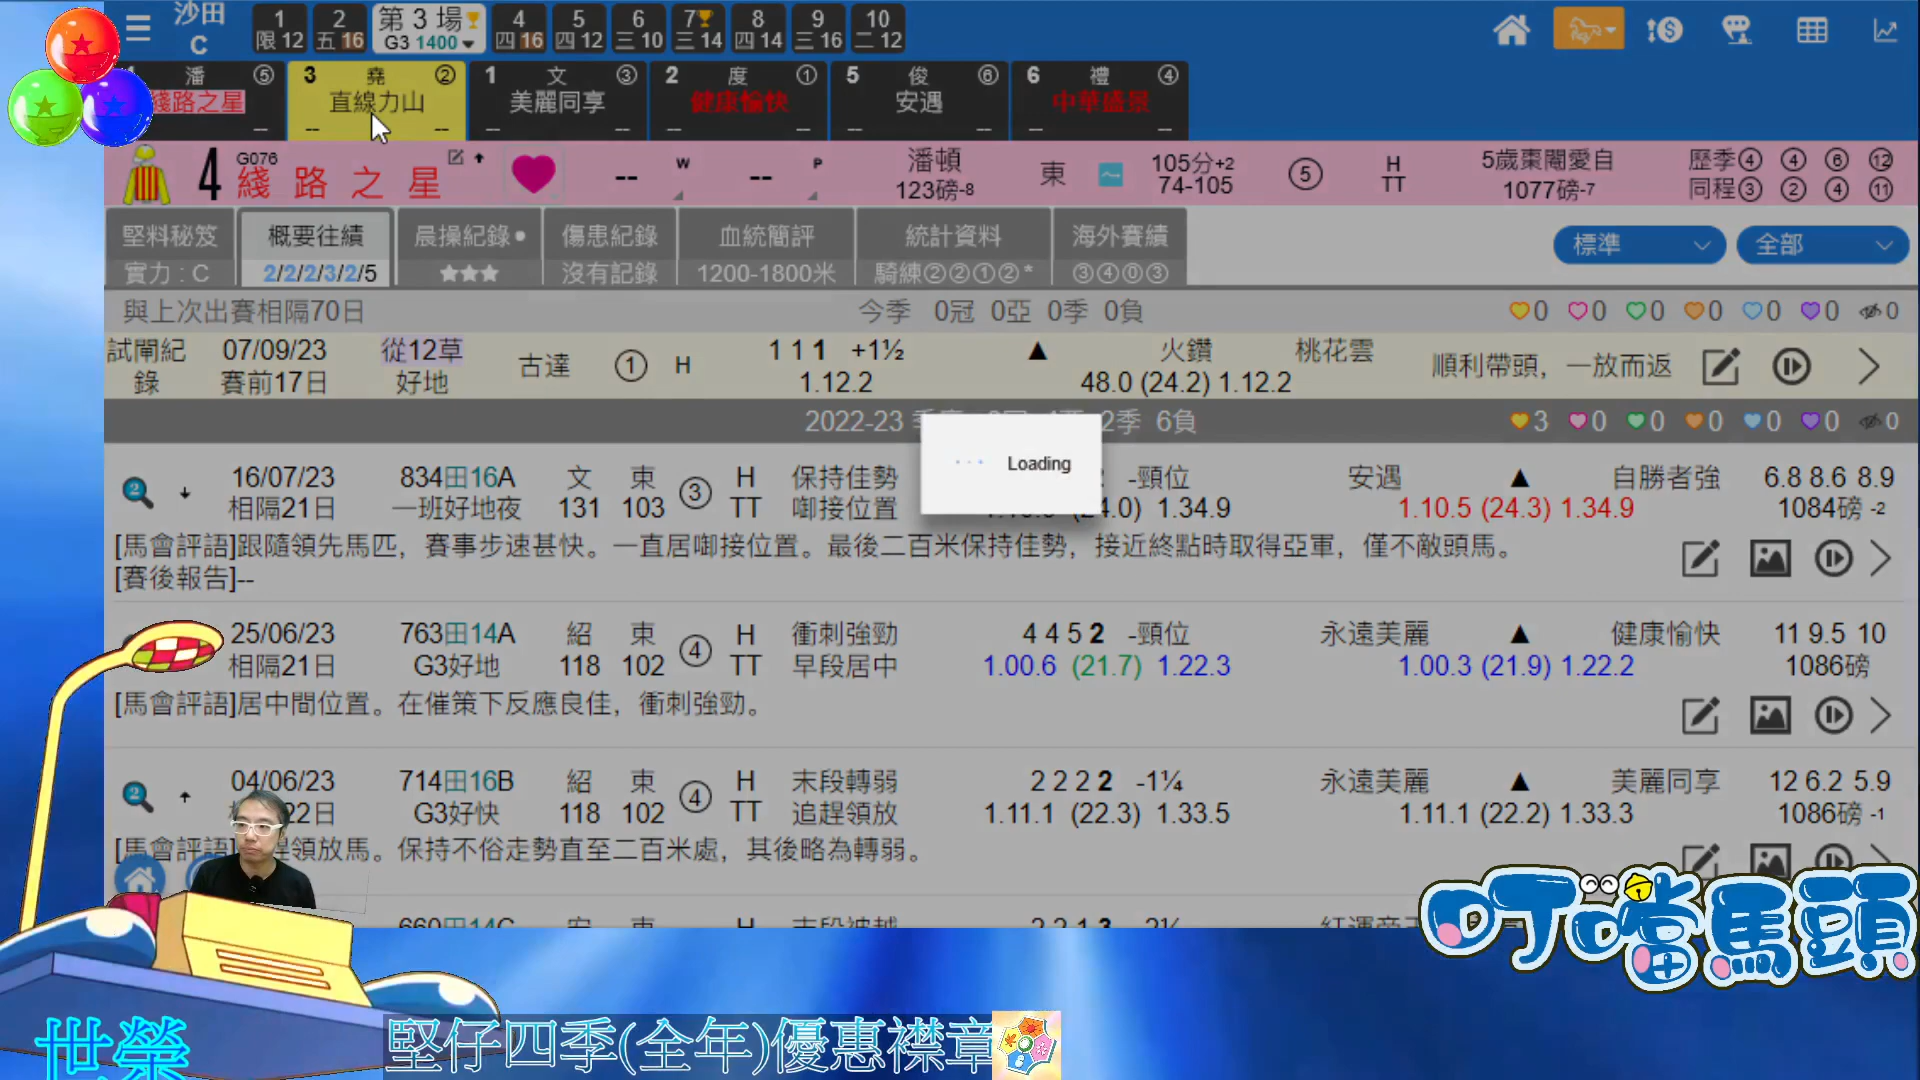 沙田
C
1
限 12
2
五 16
第 3 場
G3 1400
4
四 16
5
四 12
6
三 10
7
三 14
8
四 14
9
三 16
10
二 12
潘 ⑤
綫路之星
--
3 堯 ②
直線力山
-- --
1 文 ③
美麗同享
-- --
2 度 ①
健康愉快
-- --
5 俊 ⑥
安遇
-- --
6 禮 ④
中華盛景
-- --
4 G076 綫路之星 -- W -- P
潘頓
123磅-8
東
105分+2
74-105
⑤
H
TT
5歲棗閹愛自
1077磅-7
歷季④ ④ ⑥ ⑫
同程③ ② ④ ⑪
堅料秘笈
實力 : C
概要往績
2/2/2/3/2/5
晨操紀錄●
★★★
傷患紀錄
沒有記錄
血統簡評
1200-1800米
統計資料
騎練②②①②*
海外賽績
③④⓪③
標準
全部
與上次出賽相隔70日 今季 0冠 0亞 0季 0負 0 0 0 0 0 0 0
試閘紀錄
07/09/23
賽前17日
從12草
好地
古達 ① H
1 1 1 +1½
1.12.2
▲ 火鑽 桃花雲
48.0 (24.2) 1.12.2
順利帶頭，一放而返
2022-23 2季 6負 3 0 0 0 0 0 0
Loading
16/07/23 834田16A 文 東 ③ H 保持佳勢 -頸位 安遇 ▲ 自勝者強 6.8 8.6 8.9
相隔21日 一班好地夜 131 103 TT 啣接位置 1.34.9 1.10.5 (24.3) 1.34.9 1084磅 -2
[馬會評語]跟隨領先馬匹，賽事步速甚快。一直居啣接位置。最後二百米保持佳勢，接近終點時取得亞軍，僅不敵頭馬。
[賽後報告]--
25/06/23 763田14A 紹 東 ④ H 衝刺強勁 4 4 5 2 -頸位 永遠美麗 ▲ 健康愉快 11 9.5 10
相隔21日 G3好地 118 102 TT 早段居中 1.00.6 (21.7) 1.22.3 1.00.3 (21.9) 1.22.2 1086磅
[馬會評語]居中間位置。在催策下反應良佳，衝刺強勁。
04/06/23 714田16B 紹 東 ④ H 末段轉弱 2 2 2 2 -1¼ 永遠美麗 ▲ 美麗同享 12 6.2 5.9
22日 G3好快 118 102 TT 追趕領放 1.11.1 (22.3) 1.33.5 1.11.1 (22.2) 1.33.3 1086磅 -1
[馬會評語]趕領放馬。保持不俗走勢直至二百米處，其後略為轉弱。
叮噹馬頭
世榮
堅仔四季(全年)優惠襟章